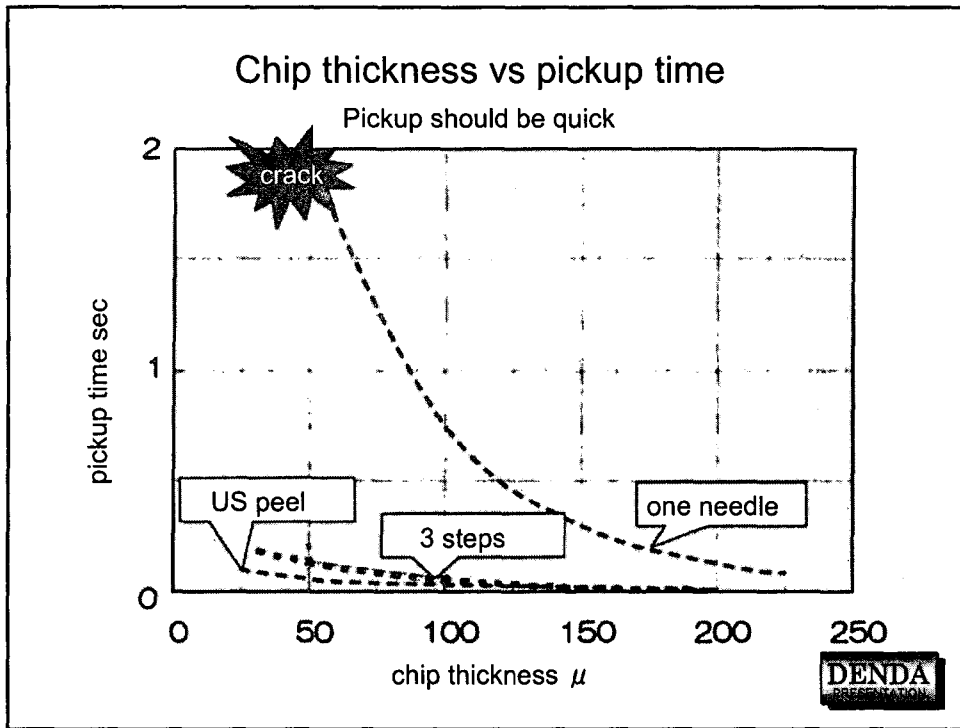 Chip thickness vs pickup time
Pickup should be quick
2
crack
1
pickup time sec
US peel
3 steps
one needle
0
0 50 100 150 200 250
chip thickness μ
DENDA
PRESENTATION